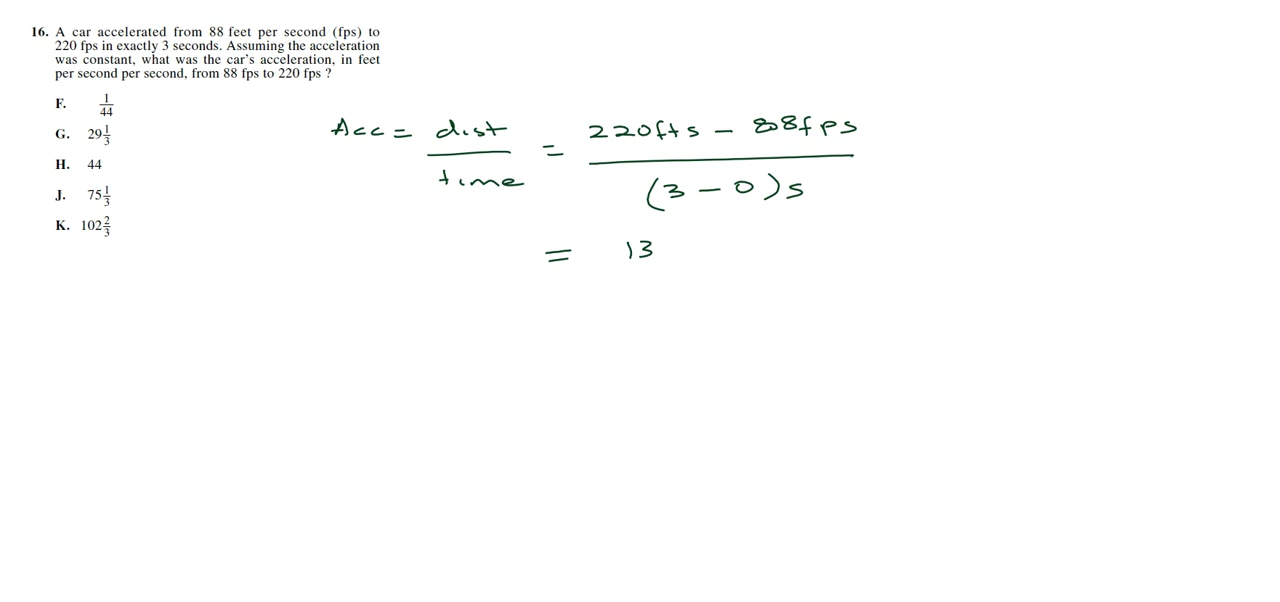 16. A car accelerated from 88 feet per second (fps) to
220 fps in exactly 3 seconds. Assuming the acceleration
was constant, what was the car's acceleration, in feet
per second per second, from 88 fps to 220 fps ?
F. 1/44
G. 29 1/3
H. 44
J. 75 1/3
K. 102 2/3
Acc = dist / time = 220fts - 88fps / (3 - 0)s
= 13